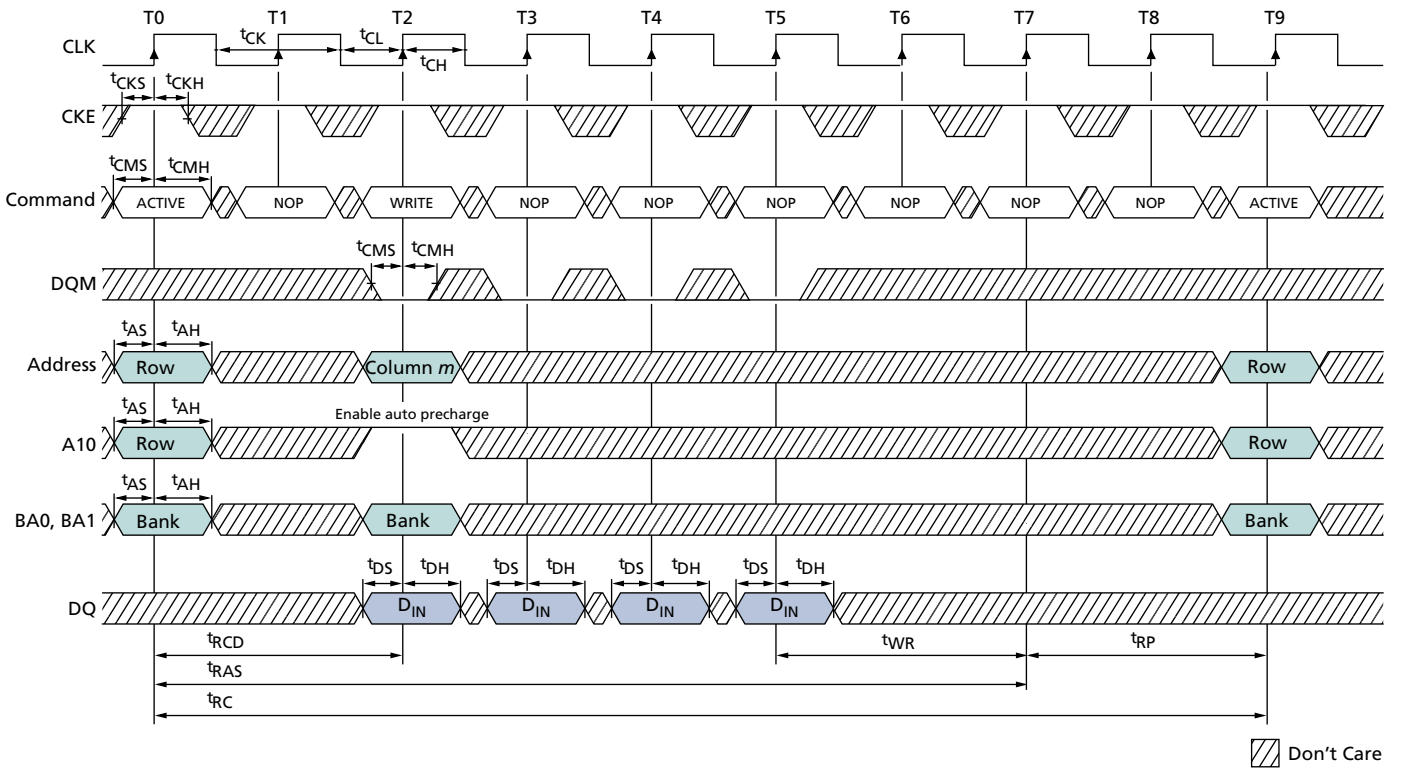 T0 T1 T2 T3 T4 T5 T6 T7 T8 T9
CLK tCK tCL tCH
tCKS tCKH
CKE
tCMS tCMH
Command ACTIVE NOP WRITE NOP NOP NOP NOP NOP NOP ACTIVE
tCMS tCMH
DQM
tAS tAH
Address Row Column m Row
tAS tAH Enable auto precharge
A10 Row Row
tAS tAH
BA0, BA1 Bank Bank Bank
tDS tDH tDS tDH tDS tDH tDS tDH
DQ DIN DIN DIN DIN
tRCD tWR tRP
tRAS
tRC
Don't Care